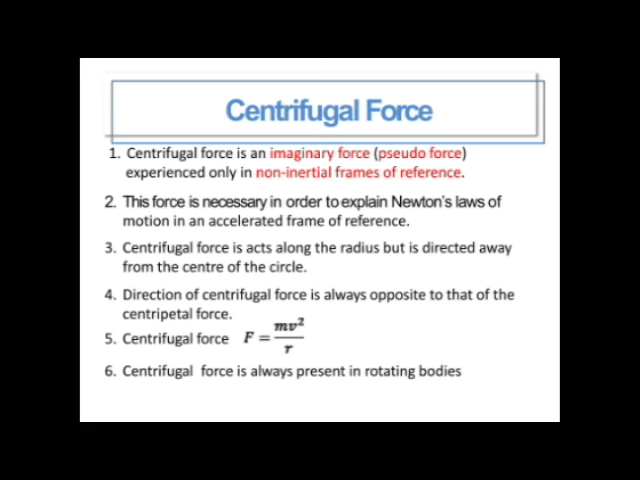 Centrifugal Force
1. Centrifugal force is an imaginary force (pseudo force)
experienced only in non-inertial frames of reference.
2. This force is necessary in order to explain Newton's laws of
motion in an accelerated frame of reference.
3. Centrifugal force is acts along the radius but is directed away
from the centre of the circle.
4. Direction of centrifugal force is always opposite to that of the
centripetal force.
5. Centrifugal force F = mv²/r
6. Centrifugal force is always present in rotating bodies